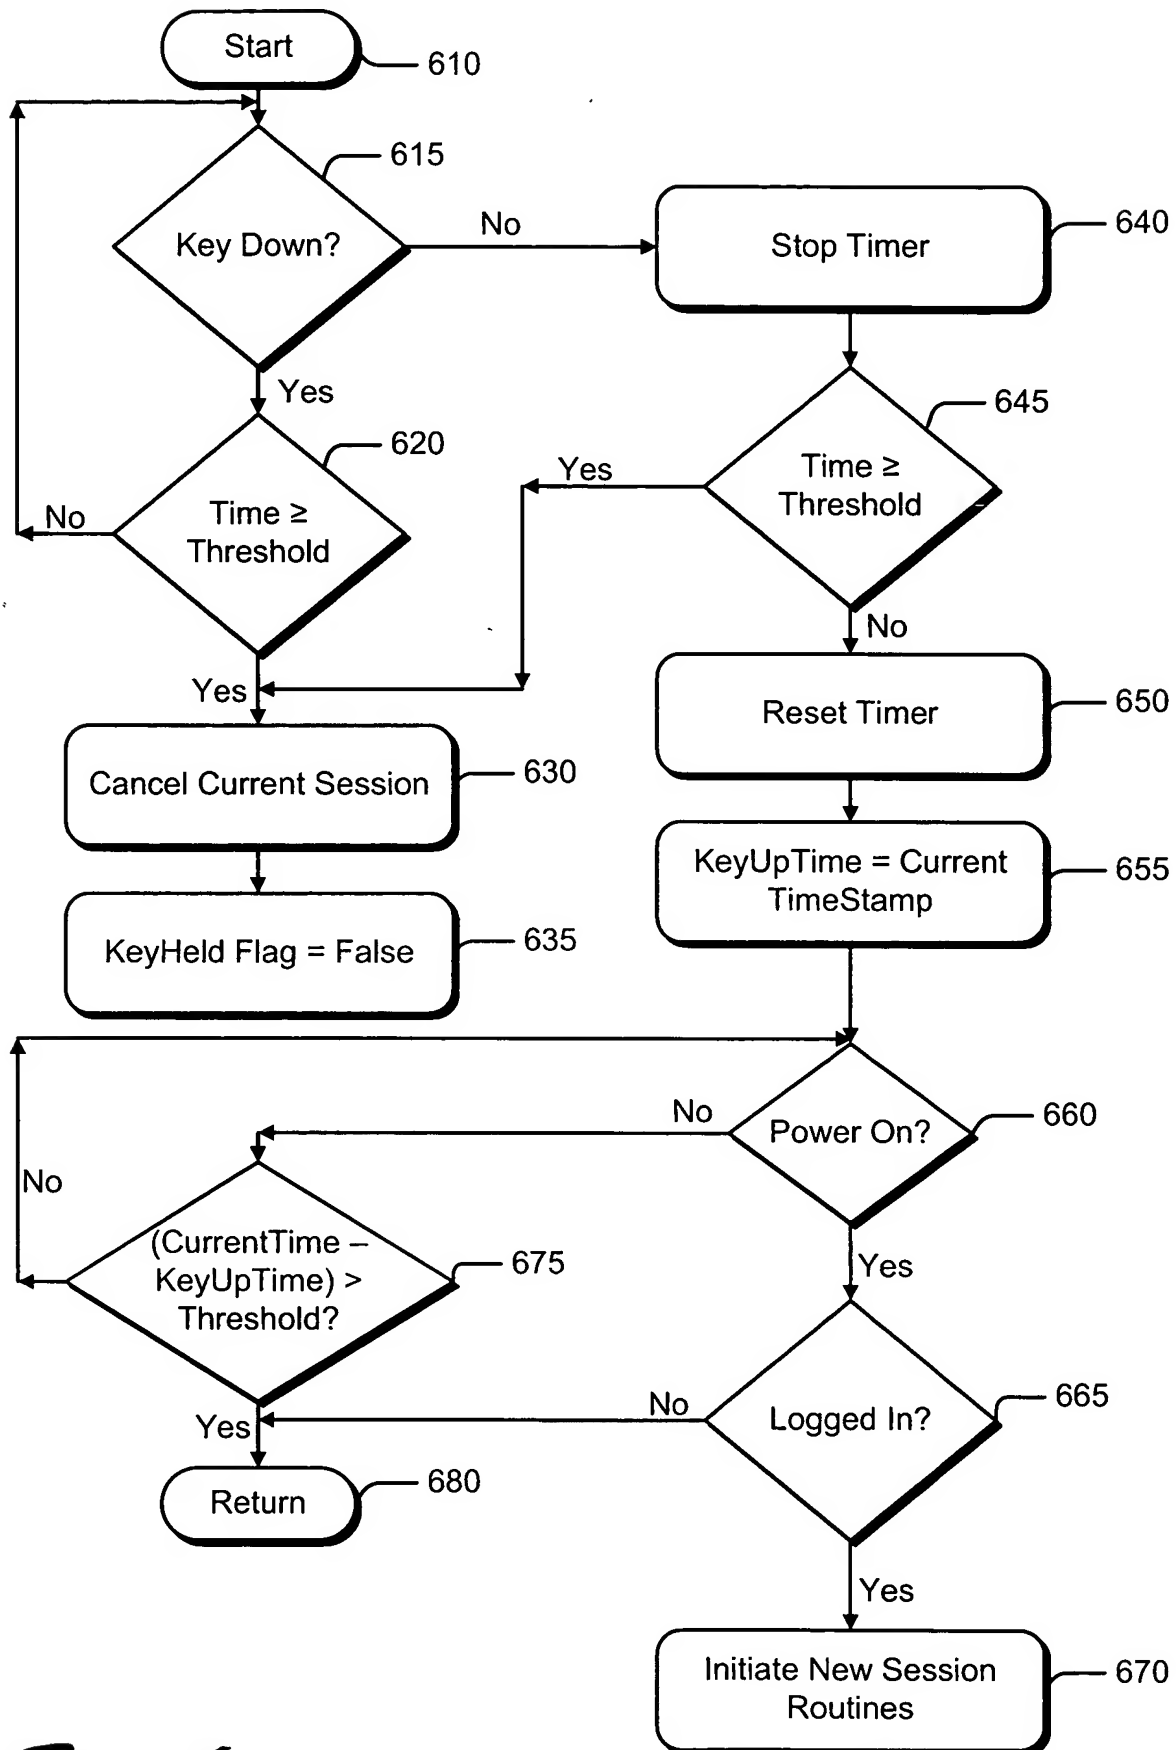 Start
610
615
Key Down?
No
Stop Timer
640
Yes
620
Time ≥
Threshold
No
645
Time ≥
Threshold
Yes
No
Yes
Cancel Current Session
630
Reset Timer
650
KeyHeld Flag = False
635
KeyUpTime = Current
TimeStamp
655
Power On?
660
No
No
(CurrentTime –
KeyUpTime) >
Threshold?
675
Yes
Yes
Logged In?
665
No
Return
680
Yes
Initiate New Session
Routines
670